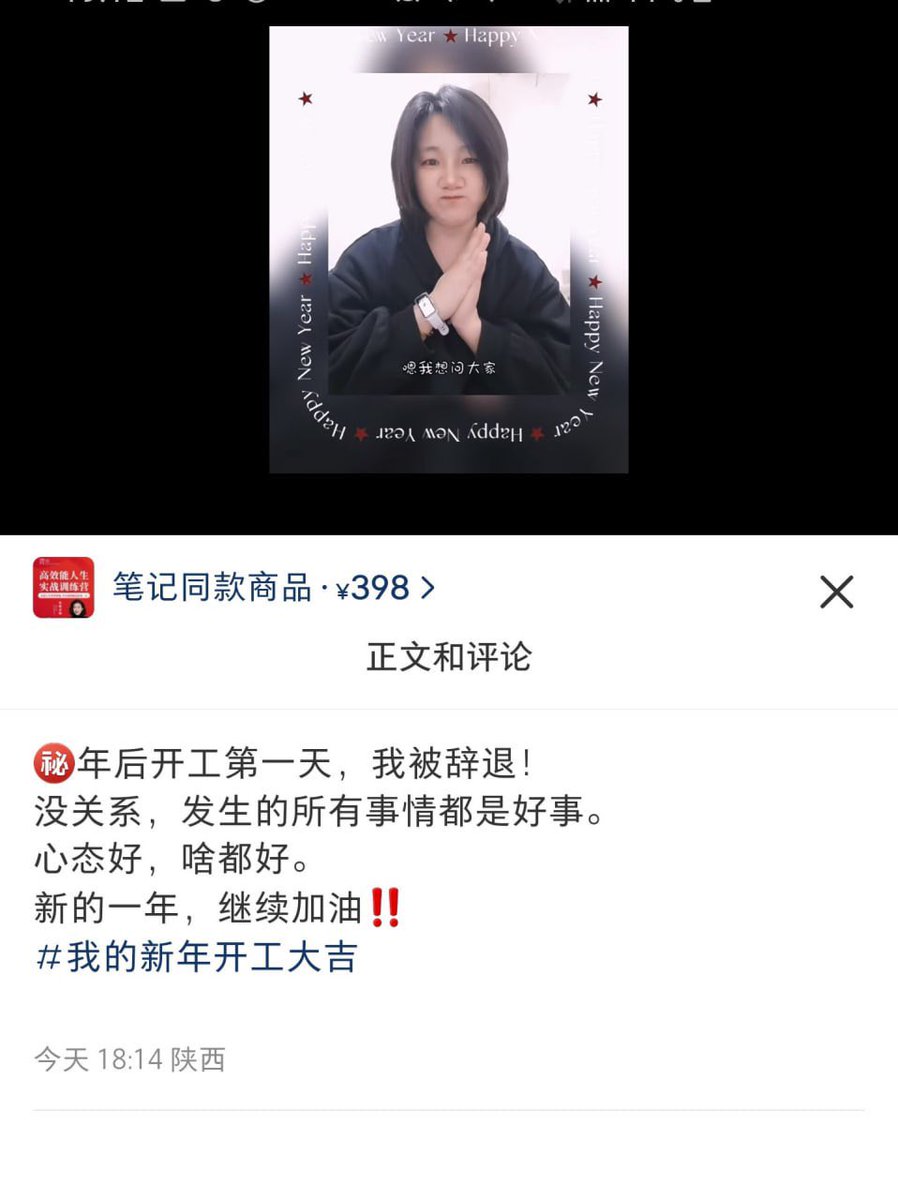 New Year ★ Happy N
Happy New Year ★ Happy
Happy New Year
Happy New Year ★ Happy New Year ★
嗯我想问大家
高效能人生
实战训练营
笔记同款商品·¥398 >
正文和评论
㊙年后开工第一天,我被辞退!
没关系,发生的所有事情都是好事。
心态好,啥都好。
新的一年,继续加油‼️
#我的新年开工大吉
今天 18:14 陕西